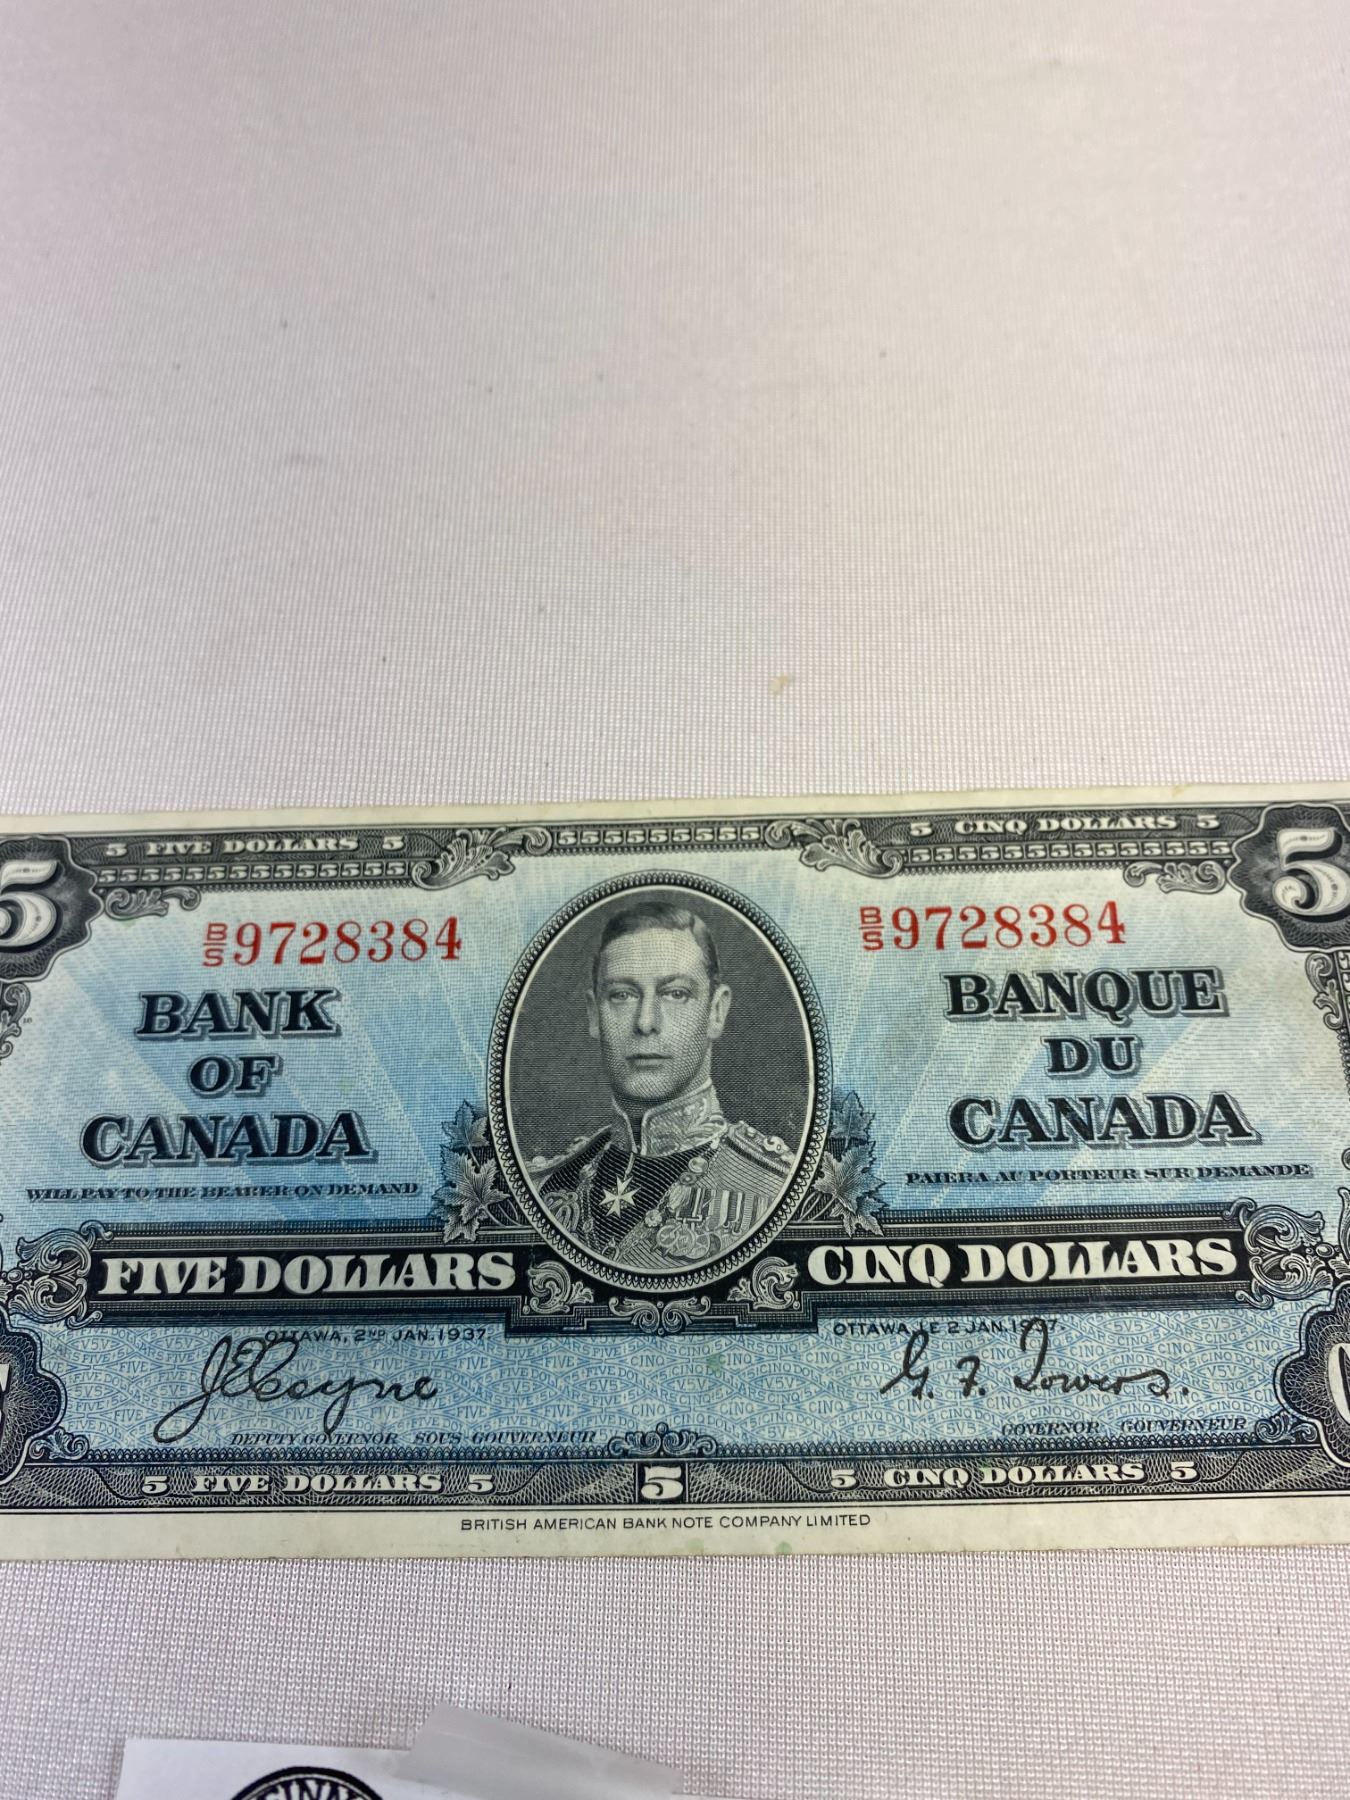 5 FIVE DOLLARS 5
555555555
5 CINQ DOLLARS 5
5
5
B/S 9728384
B/S 9728384
BANK
OF
CANADA
BANQUE
DU
CANADA
WILL PAY TO THE BEARER ON DEMAND
PAIERA AU PORTEUR SUR DEMANDE
FIVE DOLLARS
CINQ DOLLARS
OTTAWA, 2ND JAN. 1937.
OTTAWA, LE 2 JAN. 1937.
J E Coyne
G. F. Towers.
DEPUTY GOVERNOR SOUS-GOUVERNEUR
GOVERNOR GOUVERNEUR
5 FIVE DOLLARS 5
5
5 CINQ DOLLARS 5
BRITISH AMERICAN BANK NOTE COMPANY LIMITED